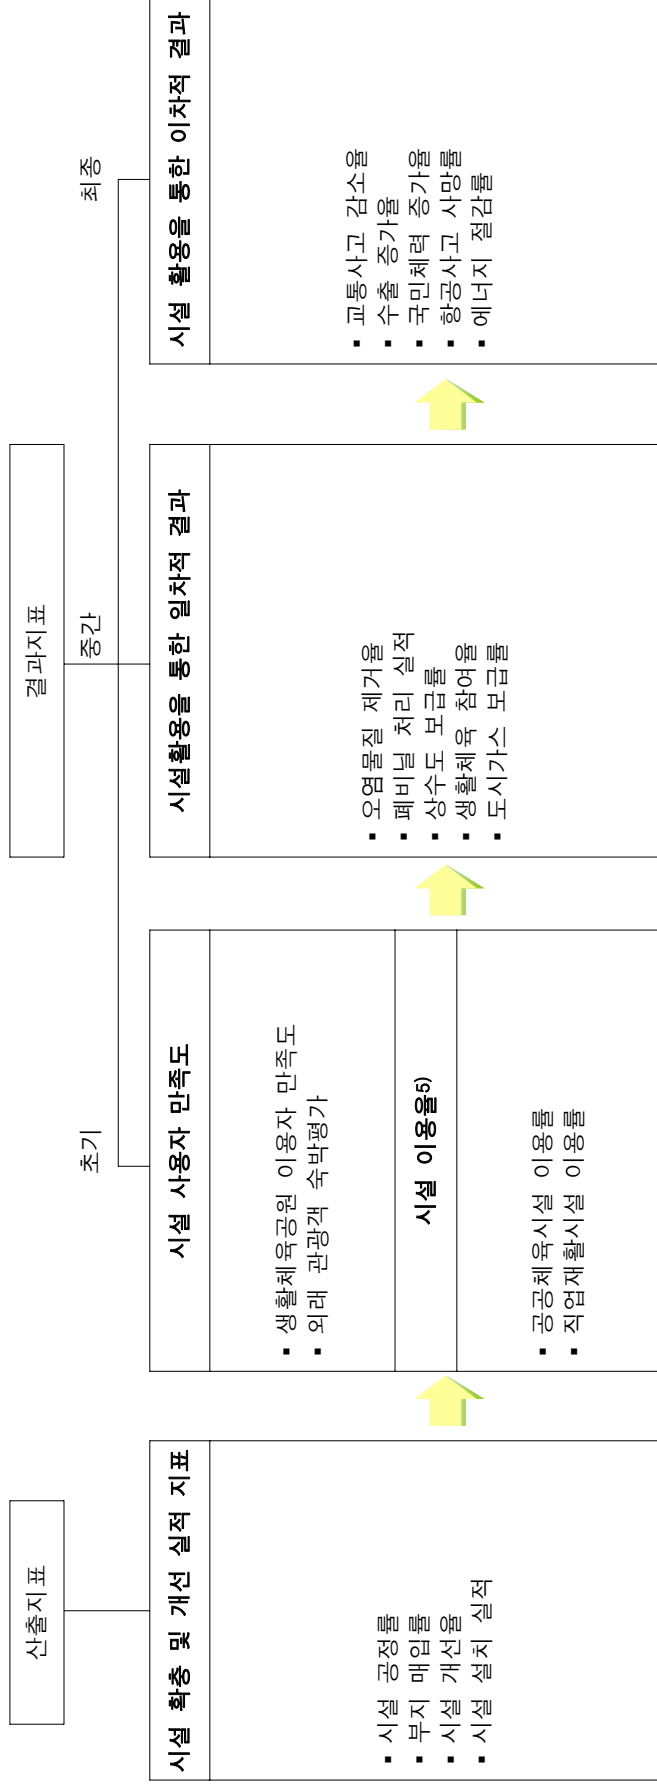 산출지표
결과지표
초기
중간
최종
시설 확충 및 개선 실적 지표
▪ 시설 공정률
▪ 부지 매입률
▪ 시설 개선율
▪ 시설 설치 실적
시설 사용자 만족도
▪ 생활체육공원 이용자 만족도
▪ 외래 관광객 숙박평가
시설 이용율5)
▪ 공공체육시설 이용률
▪ 직업재활시설 이용률
시설활용을 통한 일차적 결과
▪ 오염물질 제거율
▪ 폐비닐 처리 실적
▪ 상수도 보급률
▪ 생활체육 참여율
▪ 도시가스 보급률
시설 활용을 통한 이차적 결과
▪ 교통사고 감소율
▪ 수출 증가율
▪ 국민체력 증가율
▪ 항공사고 사망률
▪ 에너지 절감률